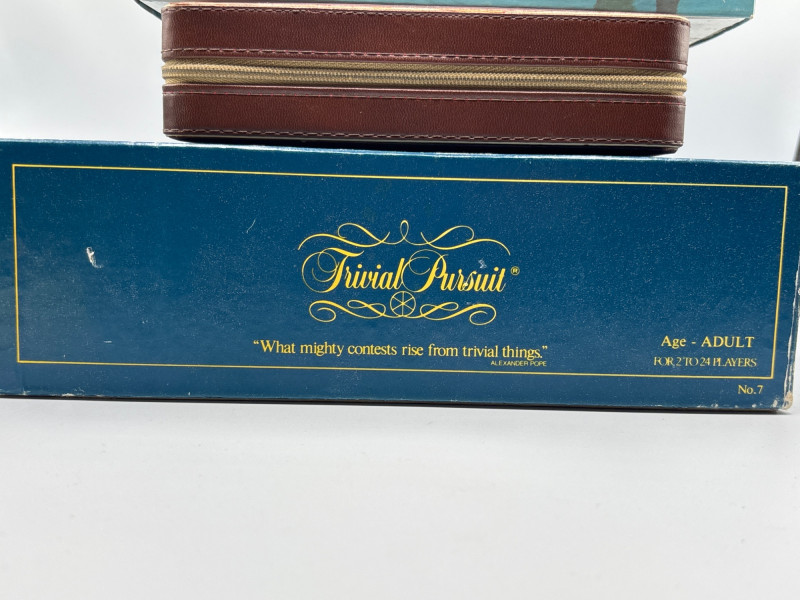 Trivial Pursuit®
"What mighty contests rise from trivial things."
ALEXANDER POPE
Age - ADULT
FOR 2 TO 24 PLAYERS
No.7